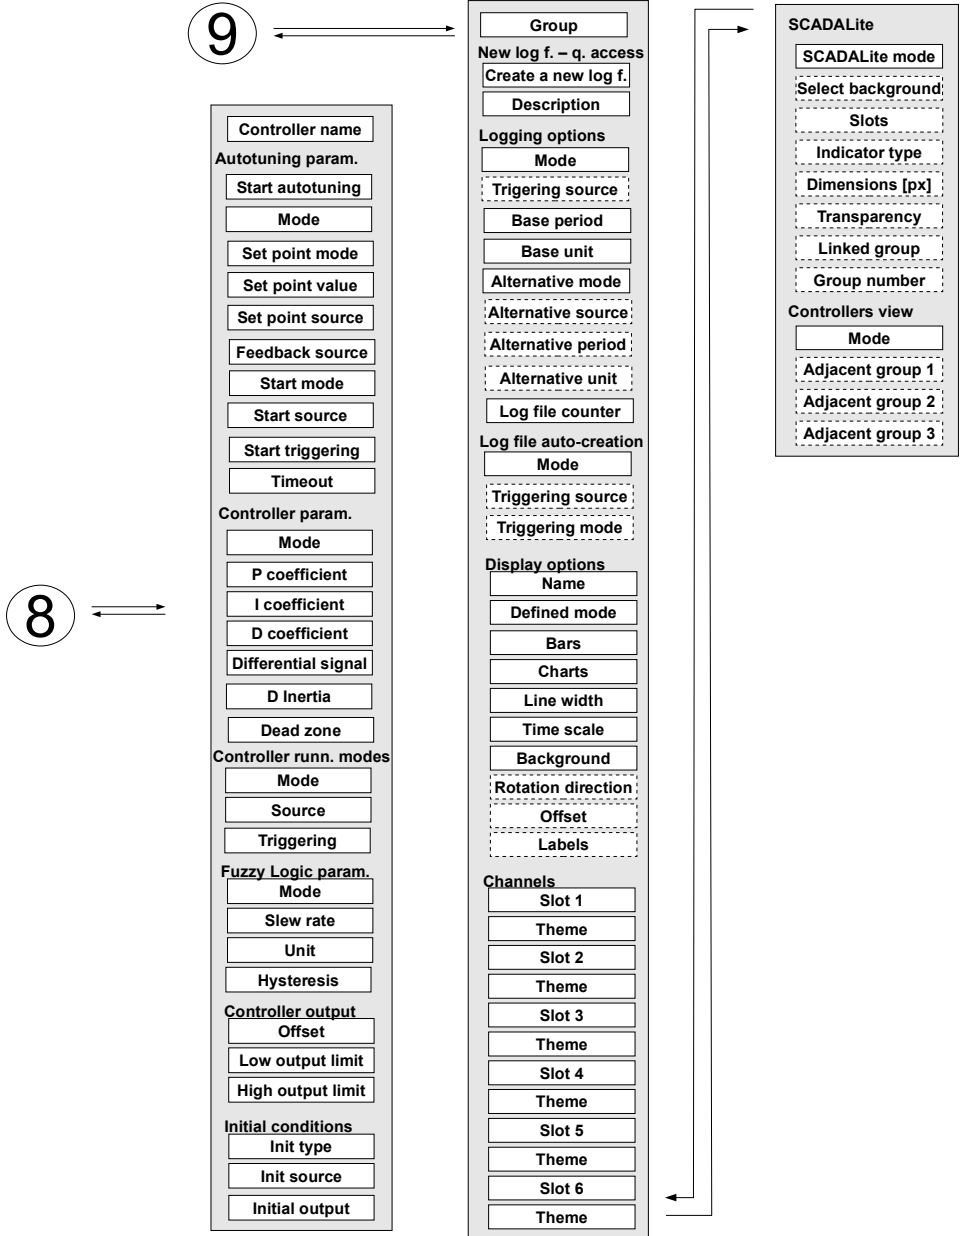 9
Group
New log f. – q. access
Create a new log f.
Description
Logging options
Mode
Trigering source
Base period
Base unit
Alternative mode
Alternative source
Alternative period
Alternative unit
Log file counter
Log file auto-creation
Mode
Triggering source
Triggering mode
Display options
Name
Defined mode
Bars
Charts
Line width
Time scale
Background
Rotation direction
Offset
Labels
Channels
Slot 1
Theme
Slot 2
Theme
Slot 3
Theme
Slot 4
Theme
Slot 5
Theme
Slot 6
Theme
SCADALite
SCADALite mode
Select background
Slots
Indicator type
Dimensions [px]
Transparency
Linked group
Group number
Controllers view
Mode
Adjacent group 1
Adjacent group 2
Adjacent group 3
8
Controller name
Autotuning param.
Start autotuning
Mode
Set point mode
Set point value
Set point source
Feedback source
Start mode
Start source
Start triggering
Timeout
Controller param.
Mode
P coefficient
I coefficient
D coefficient
Differential signal
D Inertia
Dead zone
Controller runn. modes
Mode
Source
Triggering
Fuzzy Logic param.
Mode
Slew rate
Unit
Hysteresis
Controller output
Offset
Low output limit
High output limit
Initial conditions
Init type
Init source
Initial output